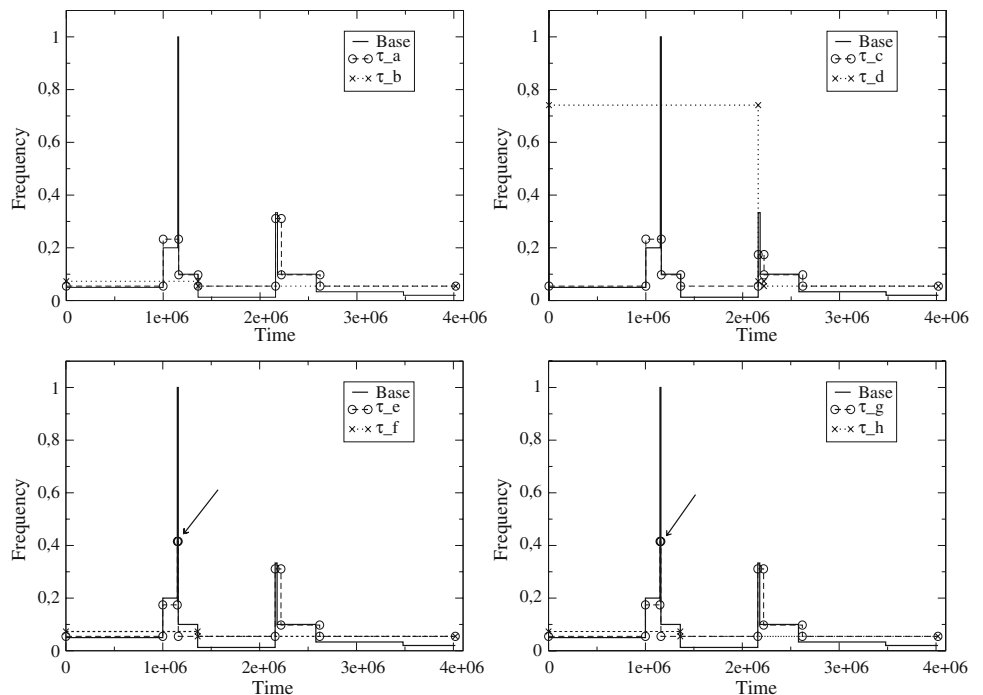 Frequency
1
0,8
0,6
0,4
0,2
0
0
1e+06
2e+06
3e+06
4e+06
Time
Base
τ_a
τ_b
Frequency
1
0,8
0,6
0,4
0,2
0
0
1e+06
2e+06
3e+06
4e+06
Time
Base
τ_c
τ_d
Frequency
1
0,8
0,6
0,4
0,2
0
0
1e+06
2e+06
3e+06
4e+06
Time
Base
τ_e
τ_f
Frequency
1
0,8
0,6
0,4
0,2
0
0
1e+06
2e+06
3e+06
4e+06
Time
Base
τ_g
τ_h